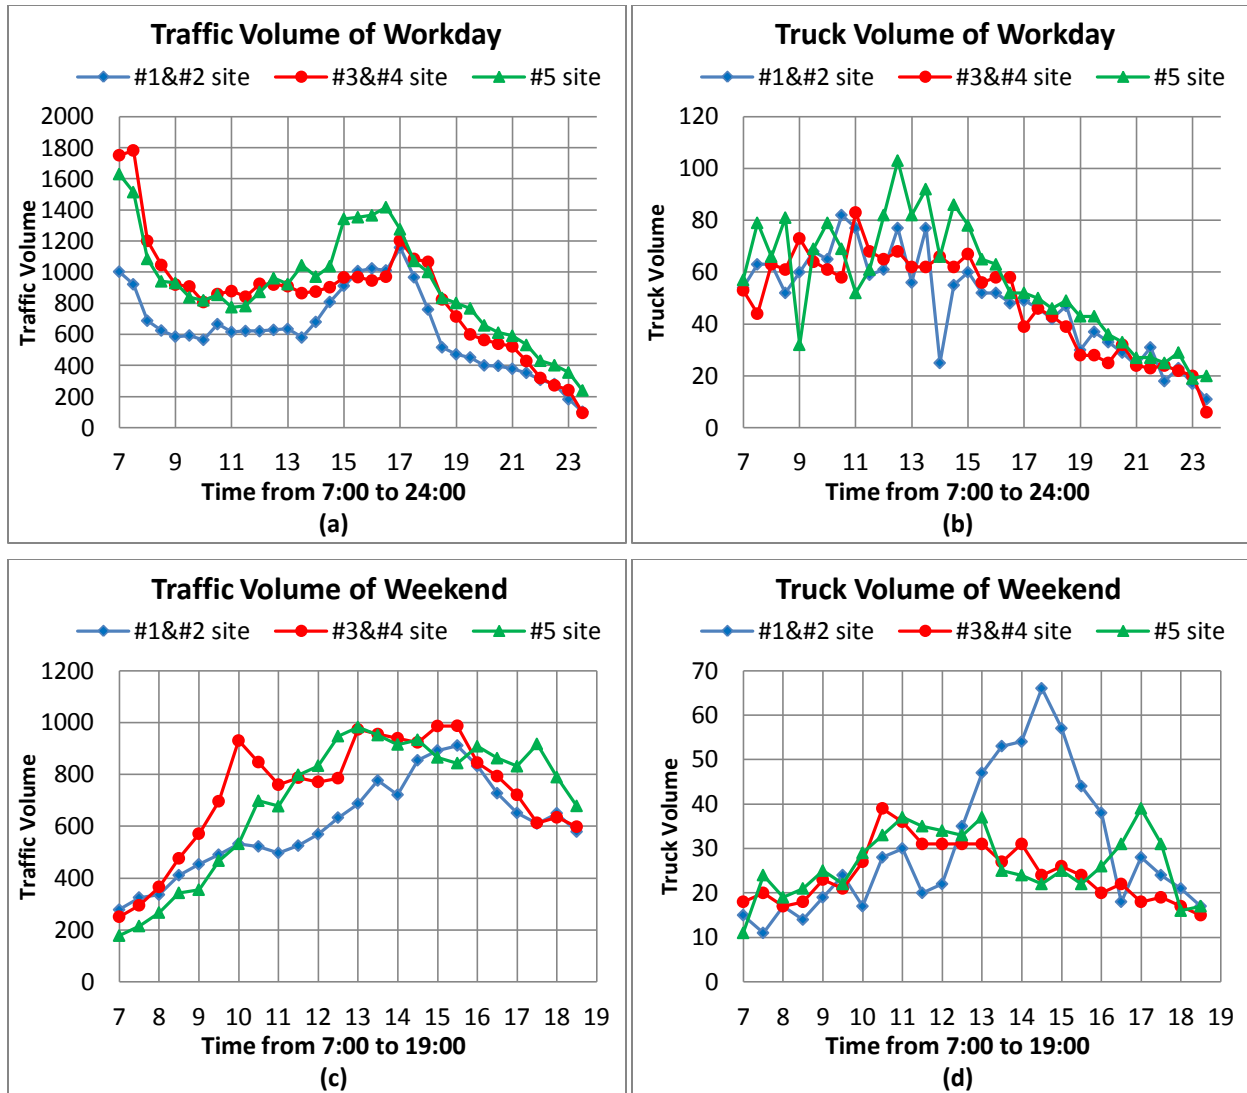 Traffic Volume of Workday
#1&#2 site #3&#4 site #5 site
2000
1800
1600
1400
1200
1000
800
600
400
200
0
Traffic Volume
7 9 11 13 15 17 19 21 23
Time from 7:00 to 24:00
(a)
Truck Volume of Workday
#1&#2 site #3&#4 site #5 site
120
100
80
60
40
20
0
Truck Volume
7 9 11 13 15 17 19 21 23
Time from 7:00 to 24:00
(b)
Traffic Volume of Weekend
#1&#2 site #3&#4 site #5 site
1200
1000
800
600
400
200
0
Traffic Volume
7 8 9 10 11 12 13 14 15 16 17 18 19
Time from 7:00 to 19:00
(c)
Truck Volume of Weekend
#1&#2 site #3&#4 site #5 site
70
60
50
40
30
20
10
0
Truck Volume
7 8 9 10 11 12 13 14 15 16 17 18 19
Time from 7:00 to 19:00
(d)